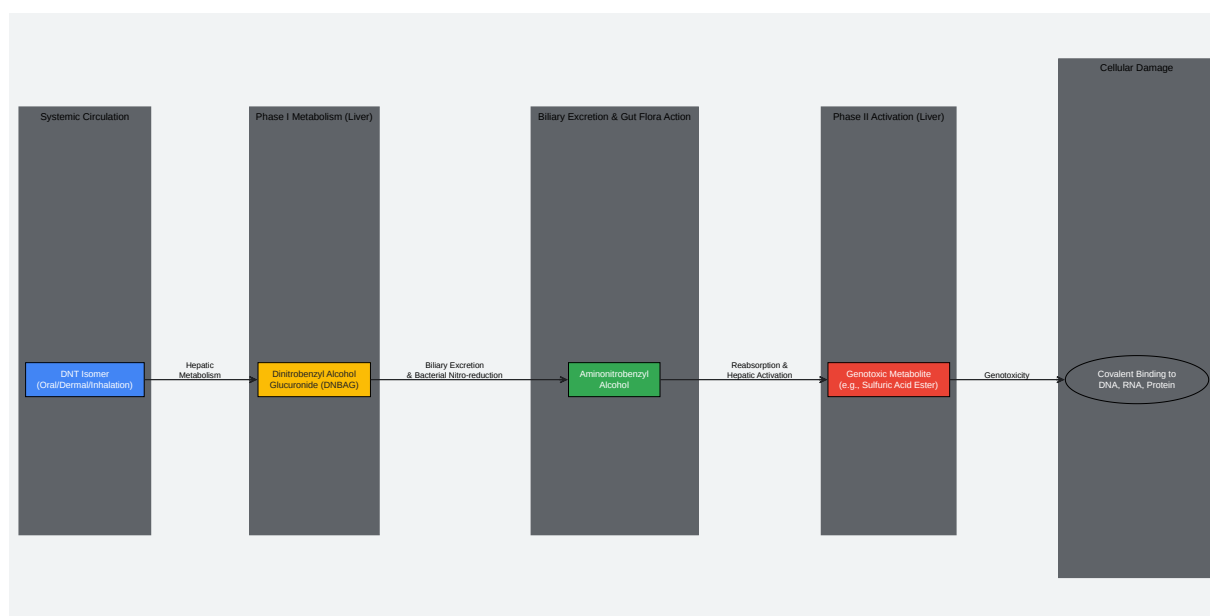 Cellular Damage
Systemic Circulation
Phase I Metabolism (Liver)
Biliary Excretion & Gut Flora Action
Phase II Activation (Liver)
DNT Isomer
(Oral/Dermal/Inhalation)
Hepatic
Metabolism
Dinitrobenzyl Alcohol
Glucuronide (DNBAG)
Biliary Excretion
& Bacterial Nitro-reduction
Aminonitrobenzyl
Alcohol
Reabsorption &
Hepatic Activation
Genotoxic Metabolite
(e.g., Sulfuric Acid Ester)
Genotoxicity
Covalent Binding to
DNA, RNA, Protein